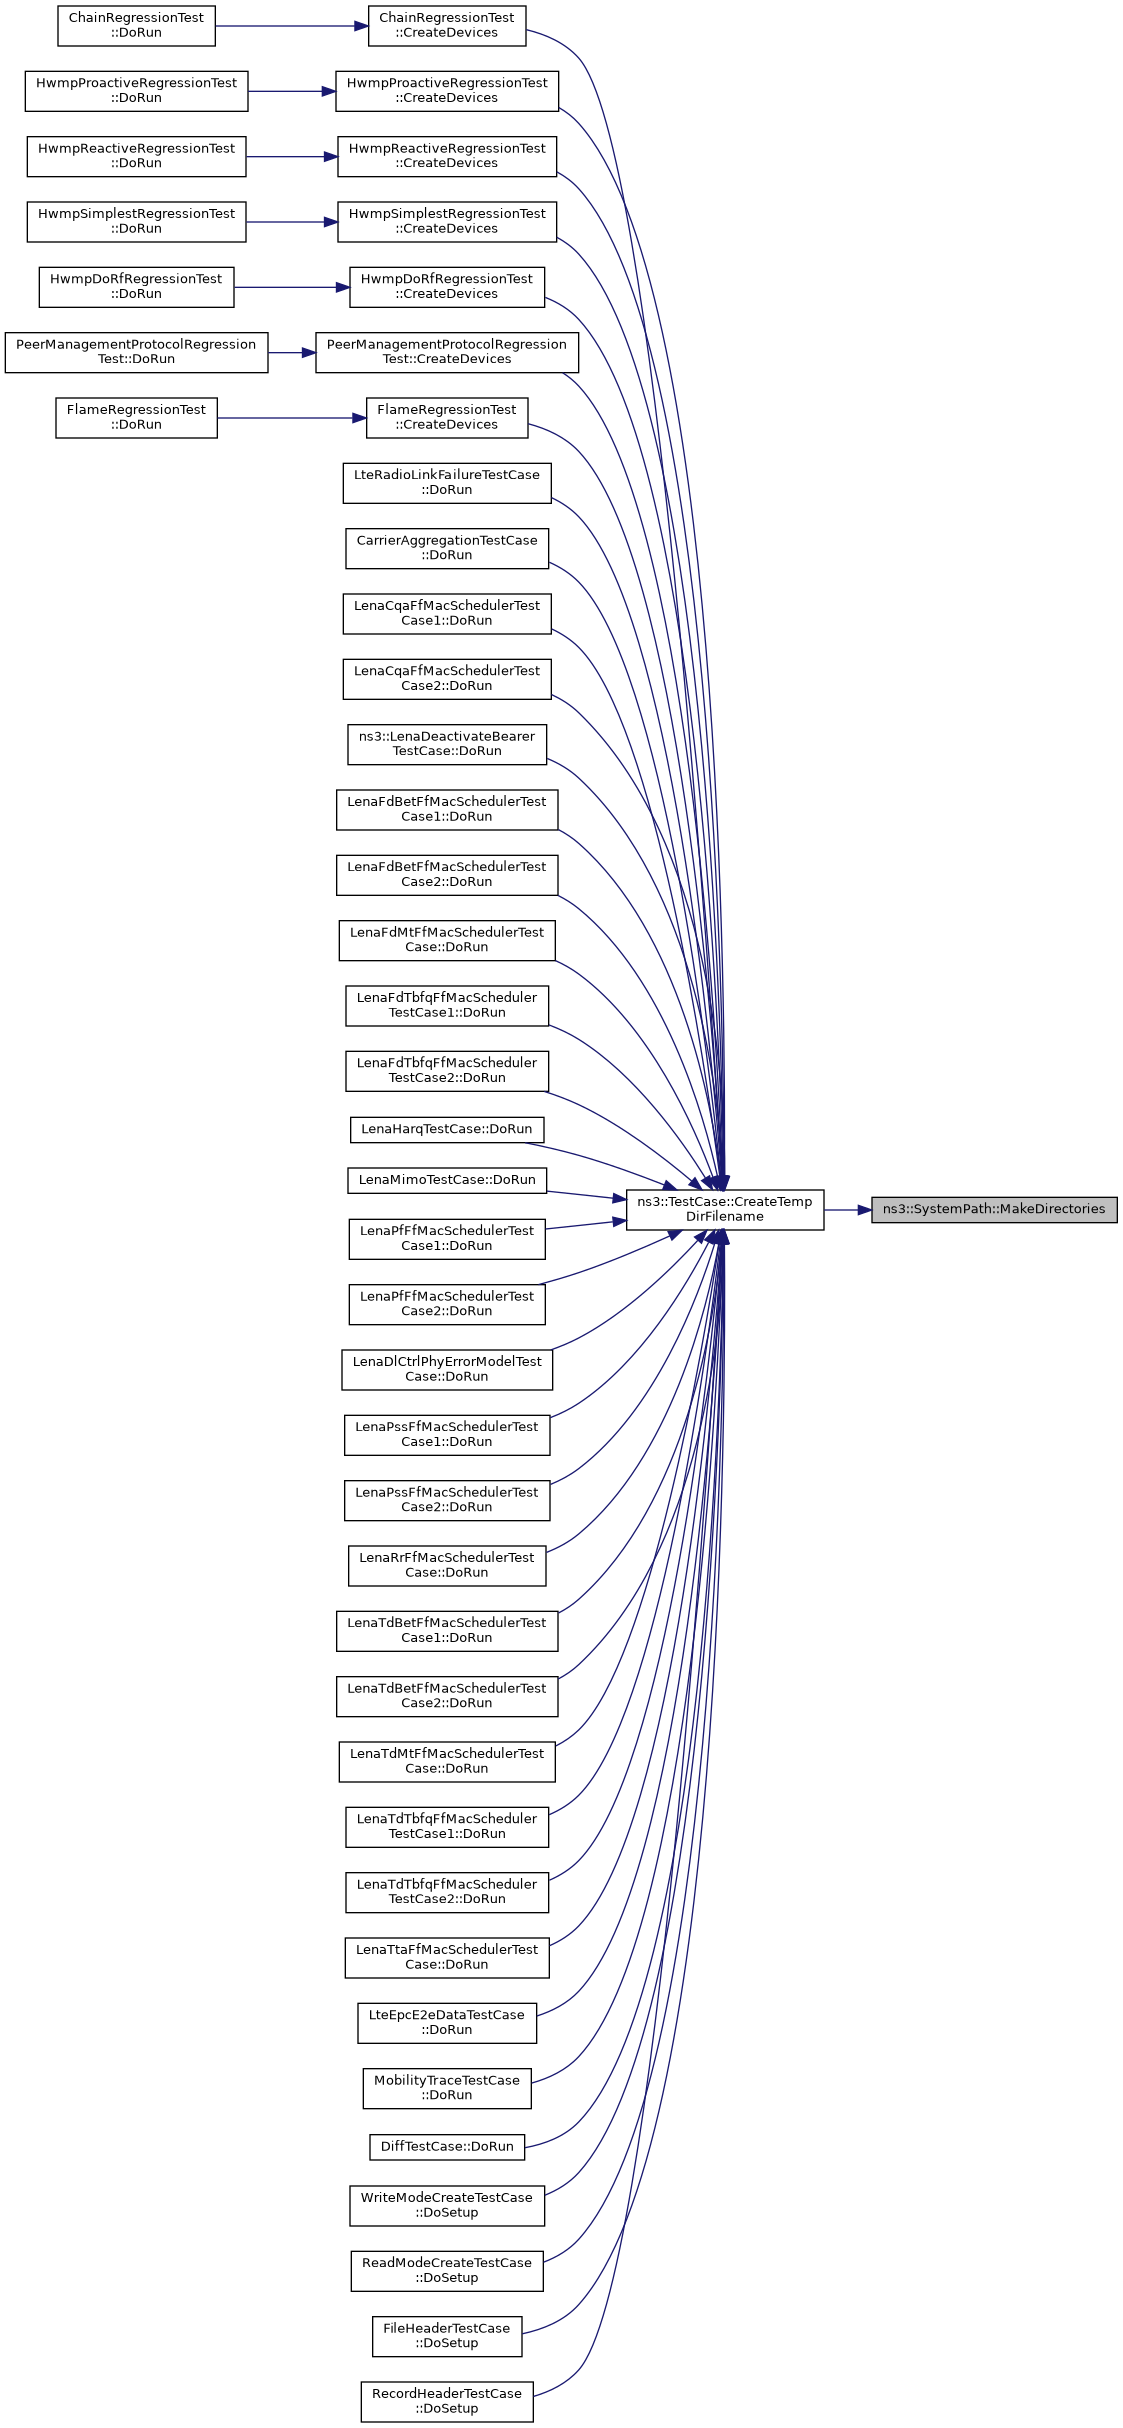 ChainRegressionTest
::DoRun
ChainRegressionTest
::CreateDevices
HwmpProactiveRegressionTest
::DoRun
HwmpProactiveRegressionTest
::CreateDevices
HwmpReactiveRegressionTest
::DoRun
HwmpReactiveRegressionTest
::CreateDevices
HwmpSimplestRegressionTest
::DoRun
HwmpSimplestRegressionTest
::CreateDevices
HwmpDoRfRegressionTest
::DoRun
HwmpDoRfRegressionTest
::CreateDevices
PeerManagementProtocolRegression
Test::DoRun
PeerManagementProtocolRegression
Test::CreateDevices
FlameRegressionTest
::DoRun
FlameRegressionTest
::CreateDevices
LteRadioLinkFailureTestCase
::DoRun
CarrierAggregationTestCase
::DoRun
LenaCqaFfMacSchedulerTest
Case1::DoRun
LenaCqaFfMacSchedulerTest
Case2::DoRun
ns3::LenaDeactivateBearer
TestCase::DoRun
LenaFdBetFfMacSchedulerTest
Case1::DoRun
LenaFdBetFfMacSchedulerTest
Case2::DoRun
LenaFdMtFfMacSchedulerTest
Case::DoRun
LenaFdTbfqFfMacScheduler
TestCase1::DoRun
LenaFdTbfqFfMacScheduler
TestCase2::DoRun
LenaHarqTestCase::DoRun
LenaMimoTestCase::DoRun
ns3::TestCase::CreateTemp
DirFilename
ns3::SystemPath::MakeDirectories
LenaPfFfMacSchedulerTest
Case1::DoRun
LenaPfFfMacSchedulerTest
Case2::DoRun
LenaDlCtrlPhyErrorModelTest
Case::DoRun
LenaPssFfMacSchedulerTest
Case1::DoRun
LenaPssFfMacSchedulerTest
Case2::DoRun
LenaRrFfMacSchedulerTest
Case::DoRun
LenaTdBetFfMacSchedulerTest
Case1::DoRun
LenaTdBetFfMacSchedulerTest
Case2::DoRun
LenaTdMtFfMacSchedulerTest
Case::DoRun
LenaTdTbfqFfMacScheduler
TestCase1::DoRun
LenaTdTbfqFfMacScheduler
TestCase2::DoRun
LenaTtaFfMacSchedulerTest
Case::DoRun
LteEpcE2eDataTestCase
::DoRun
MobilityTraceTestCase
::DoRun
DiffTestCase::DoRun
WriteModeCreateTestCase
::DoSetup
ReadModeCreateTestCase
::DoSetup
FileHeaderTestCase
::DoSetup
RecordHeaderTestCase
::DoSetup